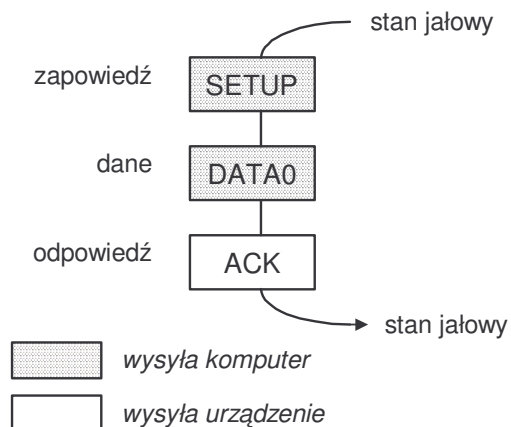 stan jałowy
zapowiedź
SETUP
dane
DATA0
odpowiedź
ACK
stan jałowy
wysyła komputer
wysyła urządzenie